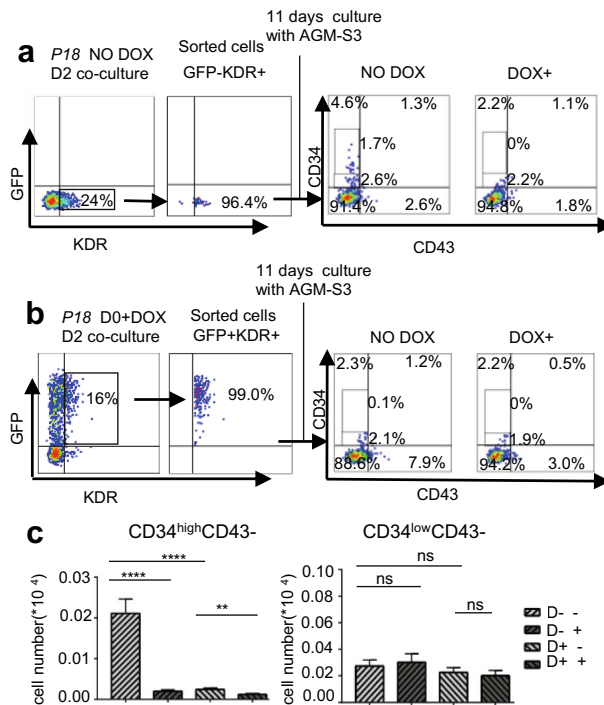 11 days culture
with AGM-S3
a
P18 NO DOX
D2 co-culture
Sorted cells
GFP-KDR+
NO DOX
DOX+
GFP
24%
96.4%
KDR
CD34
4.6%
1.3%
1.7%
2.6%
91.4%
2.6%
2.2%
1.1%
0%
2.2%
94.8%
1.8%
CD43
11 days culture
with AGM-S3
b
P18 D0+DOX
D2 co-culture
Sorted cells
GFP+KDR+
NO DOX
DOX+
GFP
16%
99.0%
KDR
CD34
2.3%
1.2%
0.1%
2.1%
88.6%
7.9%
2.2%
0.5%
0%
1.9%
94.2%
3.0%
CD43
c
CD34highCD43-
cell number(*10 4)
0.03
0.02
0.01
0.00
****
****
**
CD34lowCD43-
cell number(*10 4)
0.10
0.08
0.06
0.04
0.02
0.00
ns
ns
ns
D- -
D- +
D+ -
D+ +